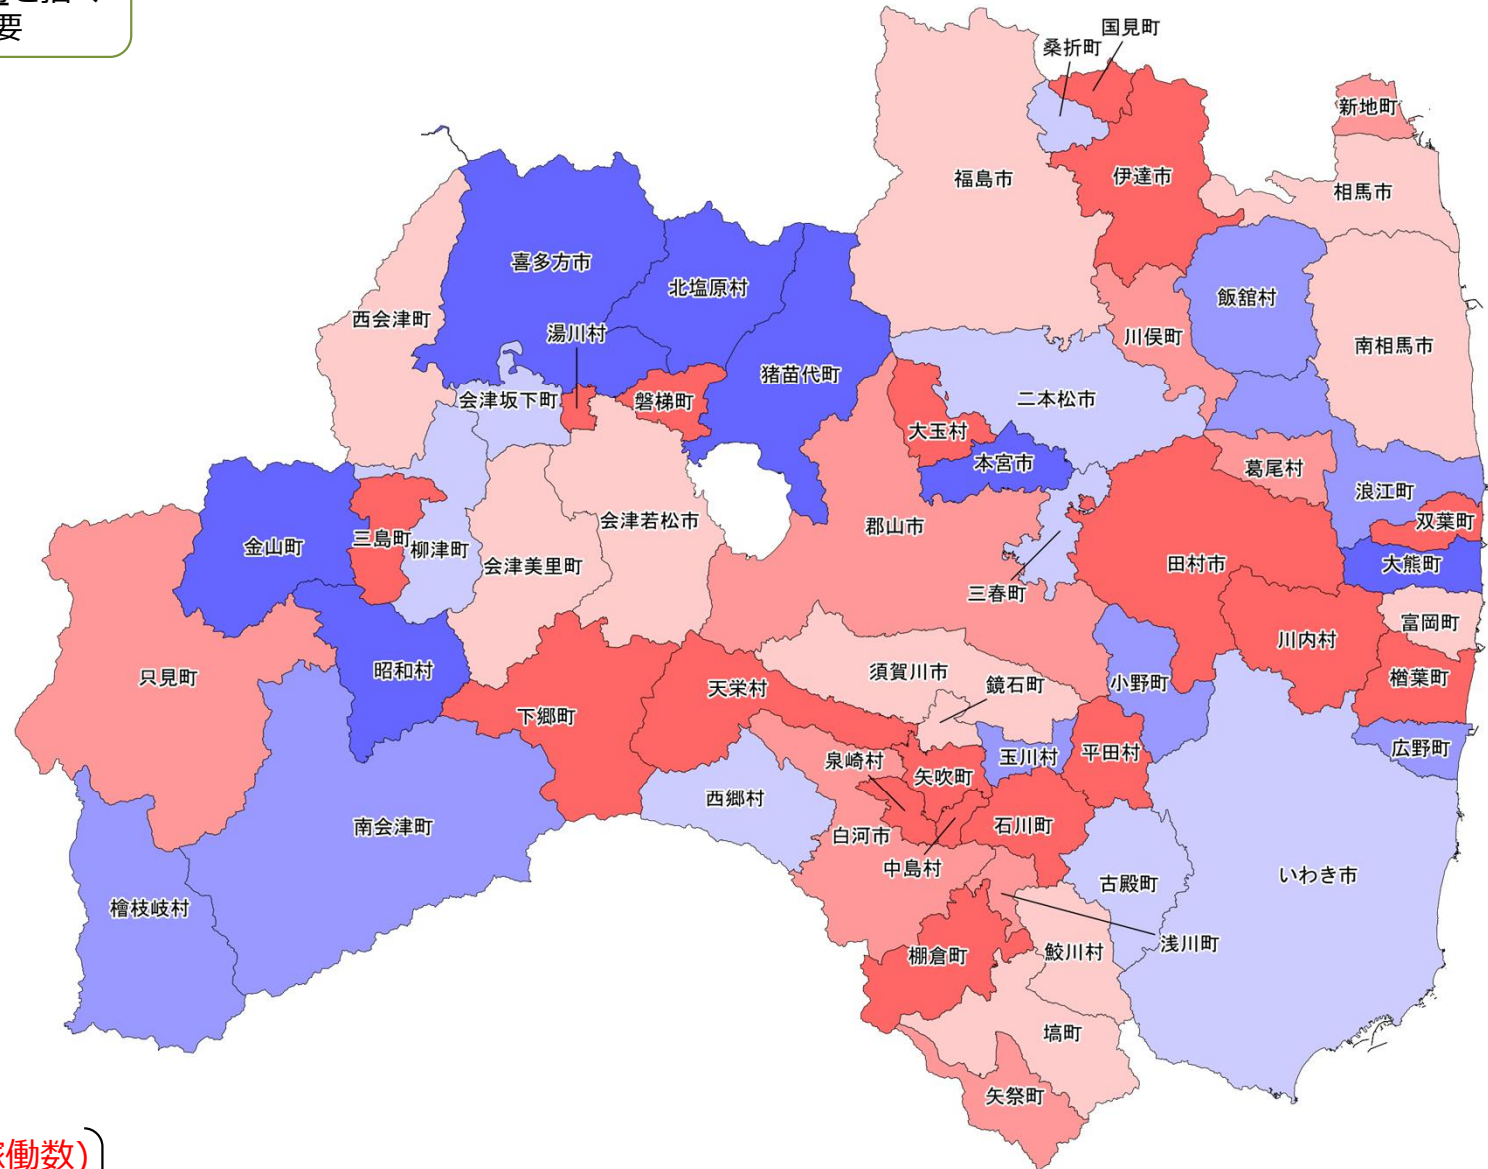 要
国見町
桑折町
新地町
福島市
伊達市
相馬市
喜多方市
北塩原村
飯舘村
西会津町
湯川村
川俣町
南相馬市
猪苗代町
会津坂下町
磐梯町
二本松市
大玉村
本宮市
葛尾村
浪江町
双葉町
会津若松市
郡山市
三島町
金山町
柳津町
会津美里町
田村市
大熊町
三春町
富岡町
川内村
只見町
昭和村
須賀川市
鏡石町
小野町
楢葉町
天栄村
下郷町
広野町
泉崎村
矢吹町
玉川村
平田村
西郷村
南会津町
白河市
石川町
中島村
古殿町
いわき市
檜枝岐村
浅川町
棚倉町
鮫川村
塙町
矢祭町
働数)